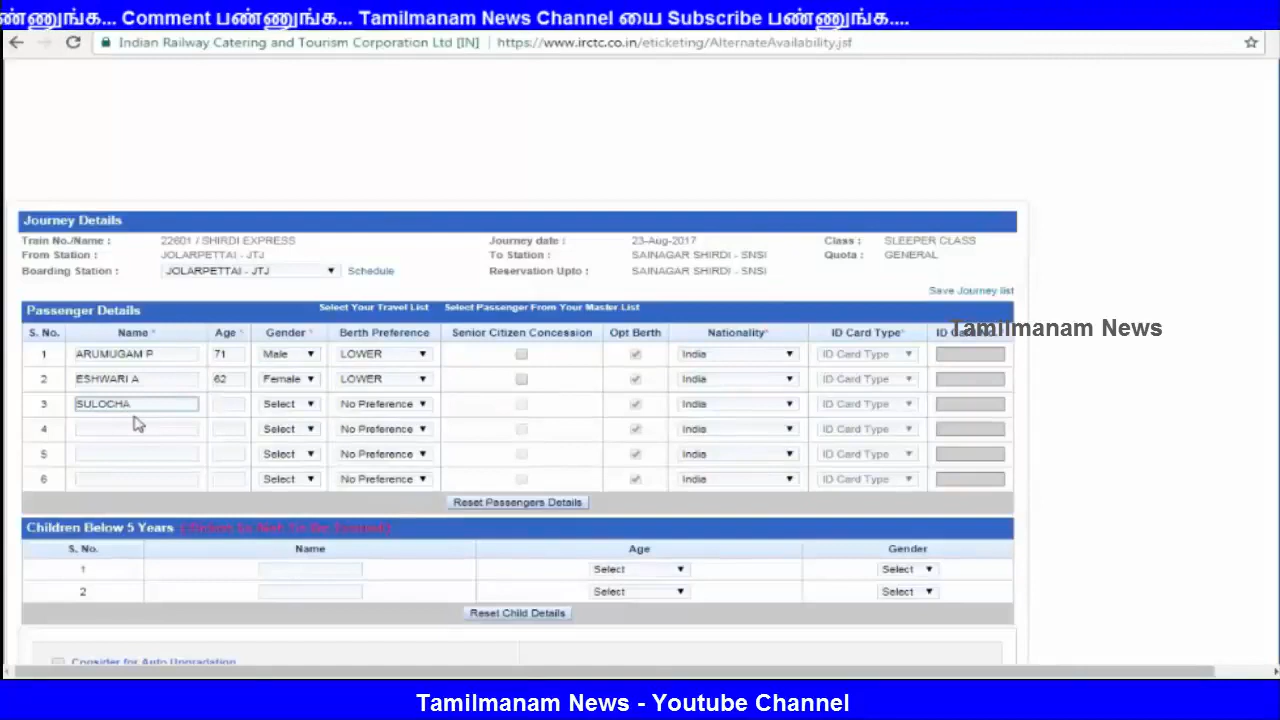 ண்ணுங்க... Comment பண்ணுங்க... Tamilmanam News Channel யை Subscribe பண்ணுங்க....
Indian Railway Catering and Tourism Corporation Ltd [IN] https://www.irctc.co.in/eticketing/AlternateAvailability.jsf
Journey Details
Train No./Name : 22601 / SHIRDI EXPRESS Journey date : 23-Aug-2017 Class : SLEEPER CLASS
From Station : JOLARPETTAI - JTJ To Station : SAINAGAR SHIRDI - SNSI Quota : GENERAL
Boarding Station : JOLARPETTAI - JTJ Schedule Reservation Upto : SAINAGAR SHIRDI - SNSI
Save Journey list
Passenger Details Select Your Travel List Select Passenger From Your Master List
Tamilmanam News
S. No. Name * Age * Gender * Berth Preference Senior Citizen Concession Opt Berth Nationality* ID Card Type* ID
1 ARUMUGAM P 71 Male LOWER India ID Card Type
2 ESHWARI A 62 Female LOWER India ID Card Type
3 SULOCHA Select No Preference India ID Card Type
4 Select No Preference India ID Card Type
5 Select No Preference India ID Card Type
6 Select No Preference India ID Card Type
Reset Passengers Details
Children Below 5 Years
S. No. Name Age Gender
1 Select Select
2 Select Select
Reset Child Details
Consider for Auto Upgradation
Tamilmanam News - Youtube Channel